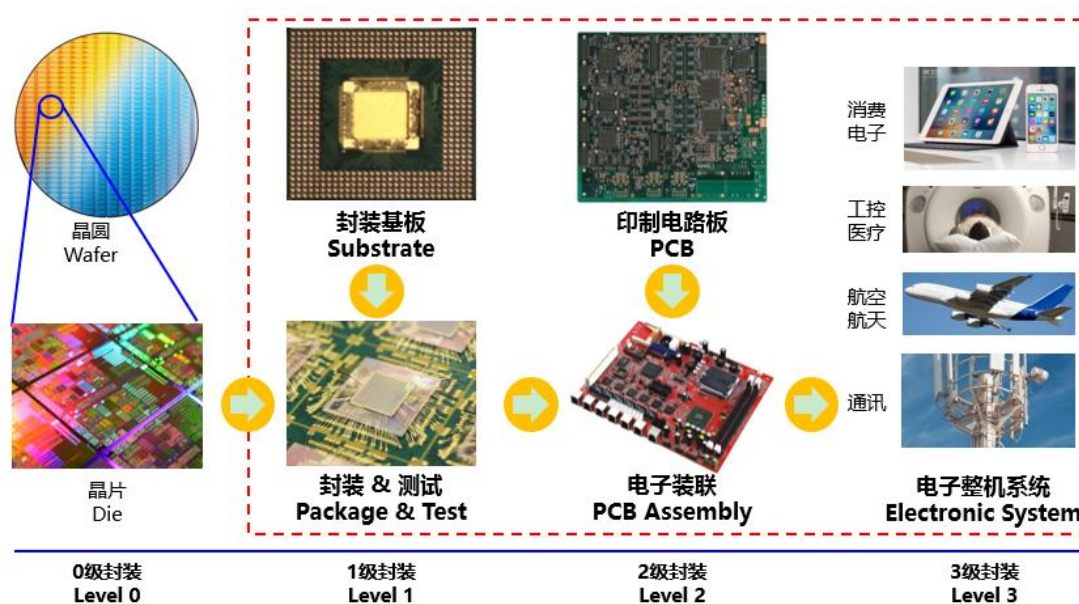 晶圆
Wafer
晶片
Die
封装基板
Substrate
印制电路板
PCB
封装 & 测试
Package & Test
电子装联
PCB Assembly
消费
电子
工控
医疗
航空
航天
通讯
电子整机系统
Electronic System
0级封装
Level 0
1级封装
Level 1
2级封装
Level 2
3级封装
Level 3